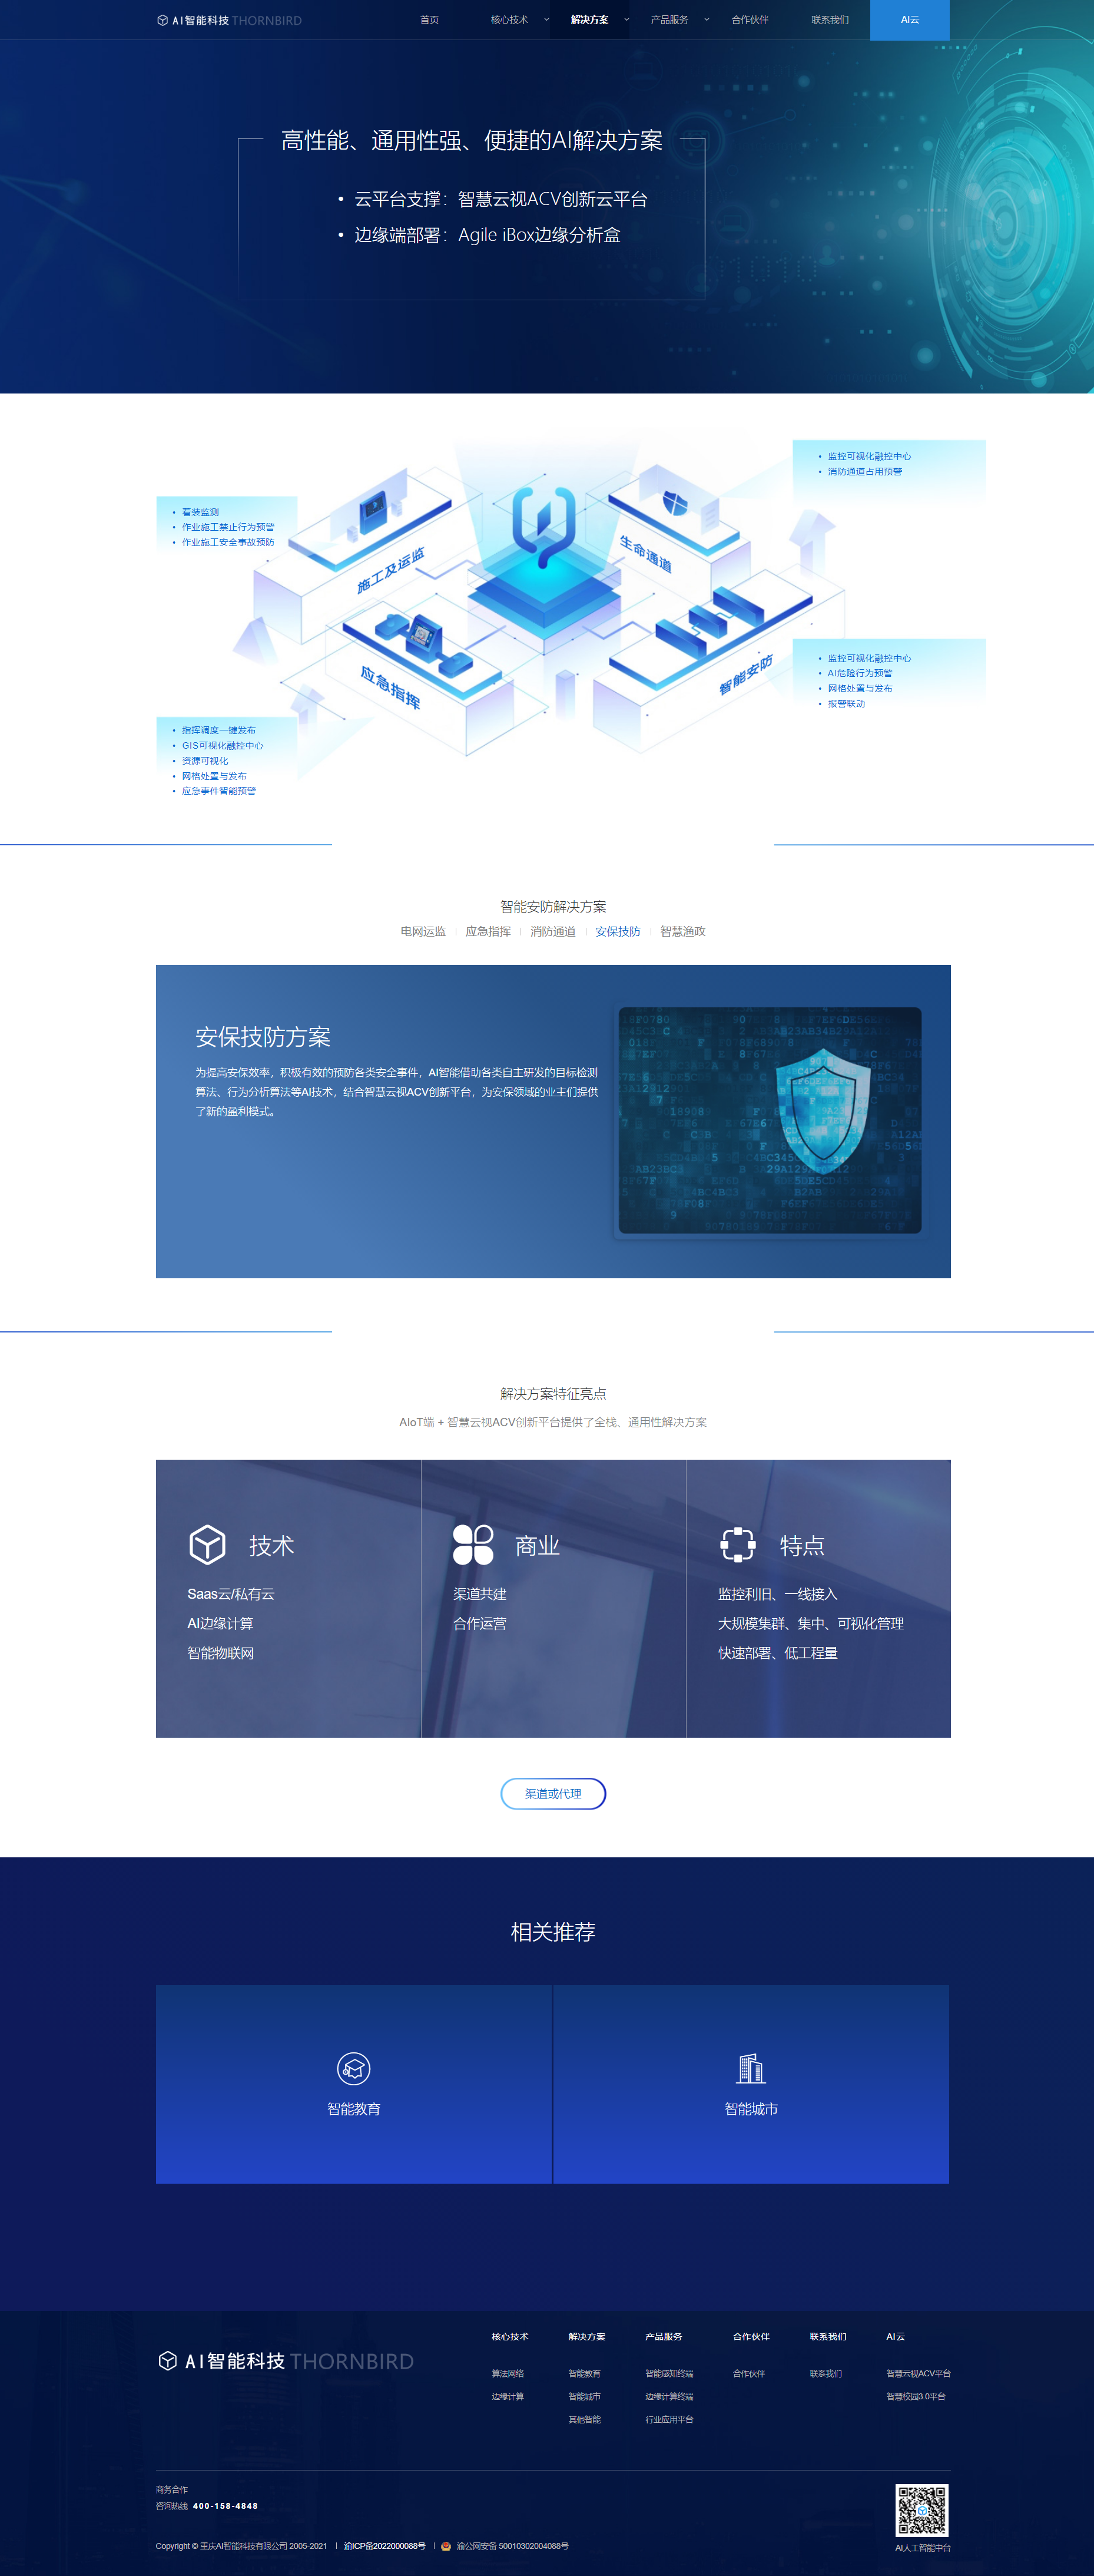 AI智能科技 THORNBIRD
首页 核心技术 解决方案 产品服务 合作伙伴 联系我们 AI云
高性能、通用性强、便捷的AI解决方案
• 云平台支撑：智慧云视ACV创新云平台
• 边缘端部署：Agile iBox边缘分析盒
• 监控可视化融控中心
• 消防通道占用预警
• 着装监测
• 作业施工禁止行为预警
• 作业施工安全事故预防
施工及运监
生命通道
应急指挥
智能安防
• 监控可视化融控中心
• AI危险行为预警
• 网格处置与发布
• 报警联动
• 指挥调度一键发布
• GIS可视化融控中心
• 资源可视化
• 网格处置与发布
• 应急事件智能预警
智能安防解决方案
电网运监 | 应急指挥 | 消防通道 | 安保技防 | 智慧渔政
安保技防方案
为提高安保效率，积极有效的预防各类安全事件，AI智能借助各类自主研发的目标检测
算法、行为分析算法等AI技术，结合智慧云视ACV创新平台，为安保领域的业主们提供
了新的盈利模式。
解决方案特征亮点
AIoT端 + 智慧云视ACV创新平台提供了全栈、通用性解决方案
技术
Saas云/私有云
AI边缘计算
智能物联网
商业
渠道共建
合作运营
特点
监控利旧、一线接入
大规模集群、集中、可视化管理
快速部署、低工程量
渠道或代理
相关推荐
智能教育
智能城市
AI智能科技 THORNBIRD
核心技术 解决方案 产品服务 合作伙伴 联系我们 AI云
算法网络 智能教育 智能感知终端 合作伙伴 联系我们 智慧云视ACV平台
边缘计算 智能城市 边缘计算终端 智慧校园3.0平台
其他智能 行业应用平台
商务合作
咨询热线 400-158-4848
Copyright © 重庆AI智能科技有限公司 2005-2021 | 渝ICP备2022000088号 | 渝公网安备 50010302004088号
AI人工智能中台